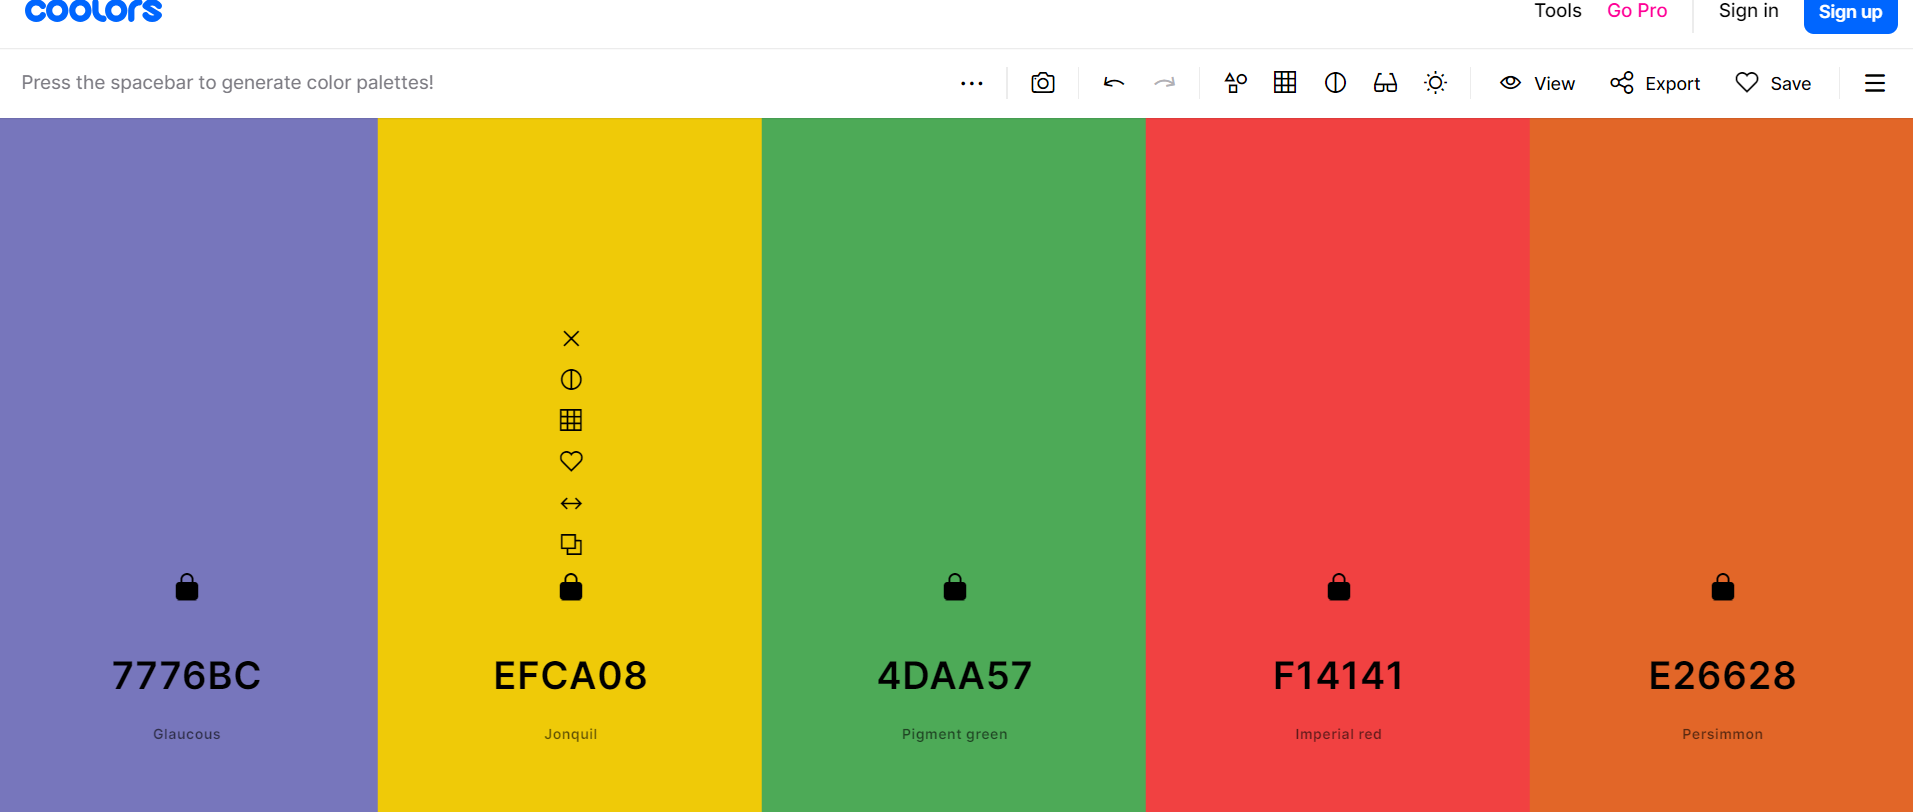 coolors
Tools Go Pro Sign in Sign up
Press the spacebar to generate color palettes! View Export Save
7776BC EFCA08 4DAA57 F14141 E26628
Glaucous Jonquil Pigment green Imperial red Persimmon